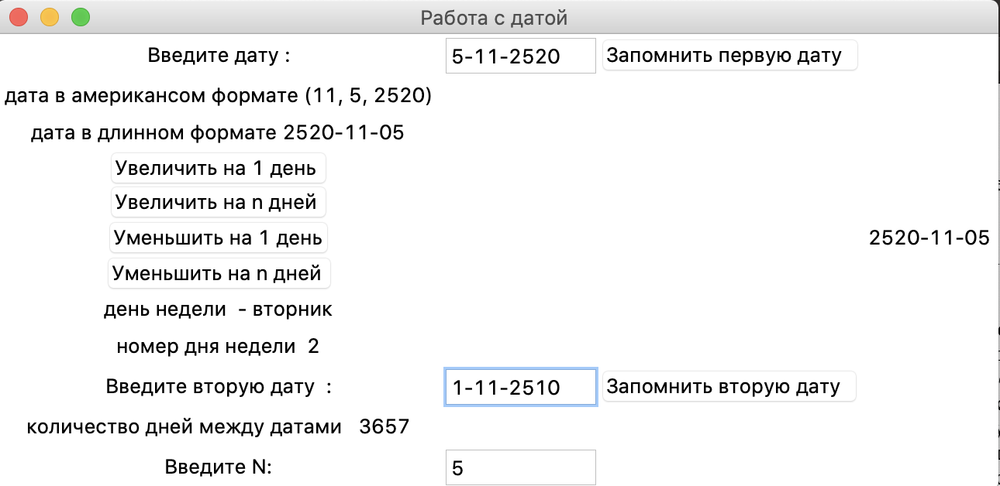 Работа с датой
Введите дату : 5-11-2520 Запомнить первую дату
дата в американсом формате (11, 5, 2520)
дата в длинном формате 2520-11-05
Увеличить на 1 день
Увеличить на n дней
Уменьшить на 1 день 2520-11-05
Уменьшить на n дней
день недели - вторник
номер дня недели 2
Введите вторую дату : 1-11-2510 Запомнить вторую дату
количество дней между датами 3657
Введите N: 5